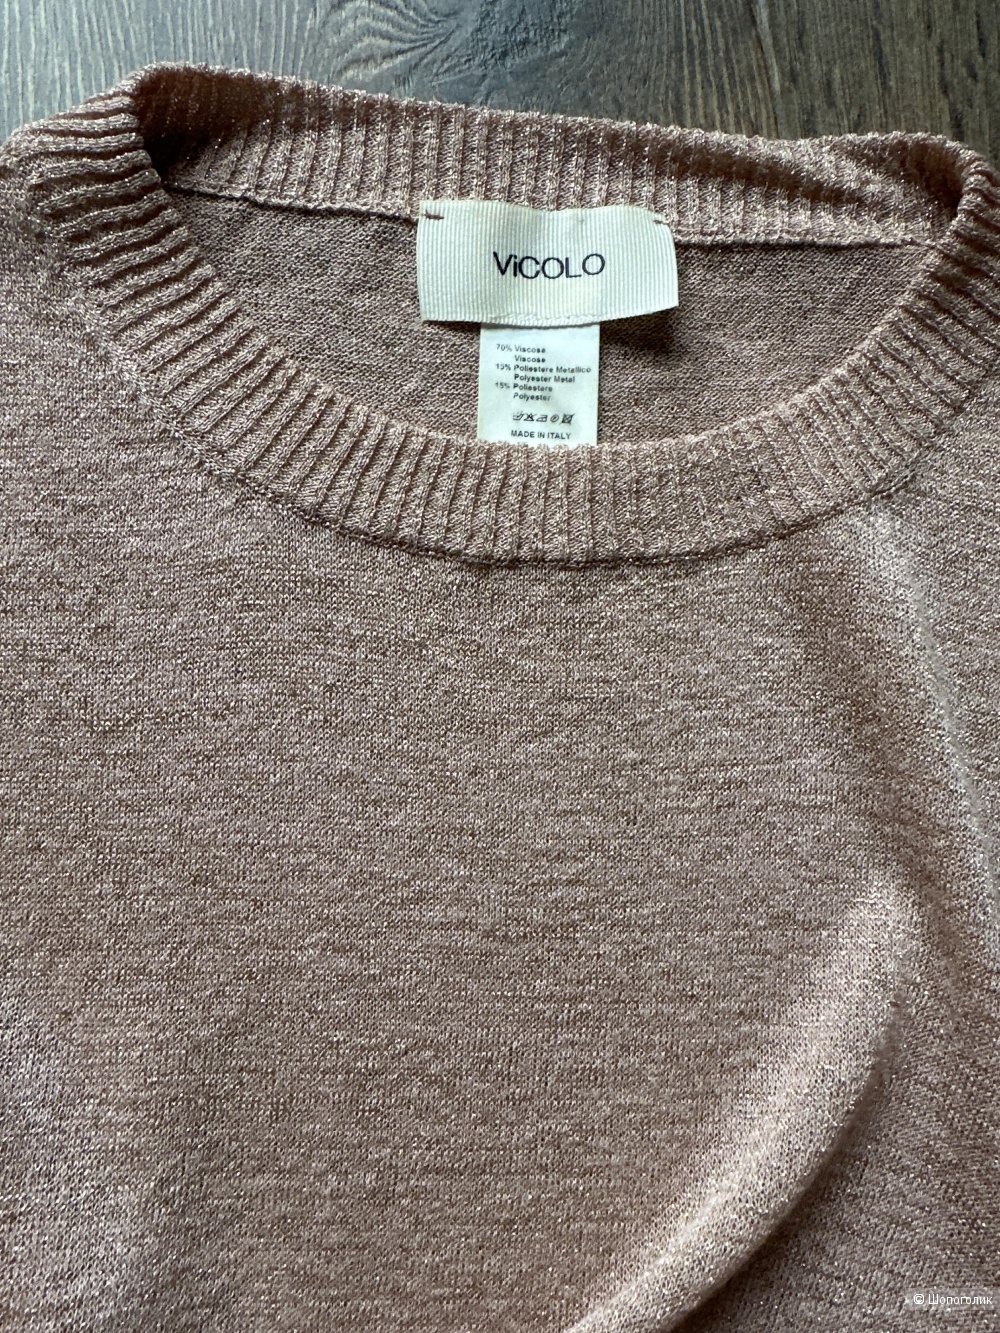 ViCOLO
70% Viscosa
Viscose
15% Poliestere Metallico
Polyester Metal
15% Poliestere
Polyester
MADE IN ITALY
© Шопоголик